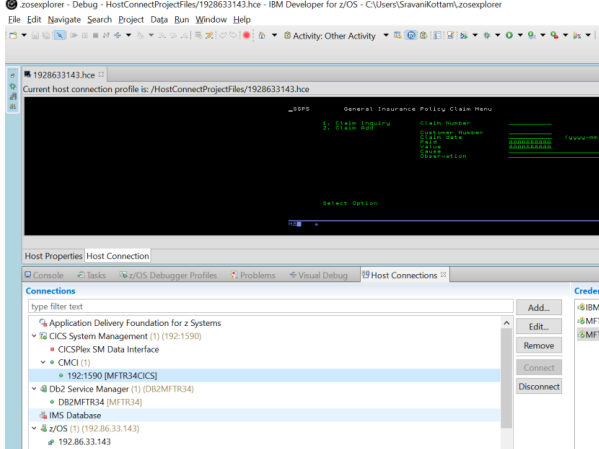 .zosexplorer - Debug - HostConnectProjectFiles/1928633143.hce - IBM Developer for z/OS - C:\Users\SravaniKottam\.zosexplorer
File Edit Navigate Search Project Data Run Window Help
Activity: Other Activity
1928633143.hce
Current host connection profile is: /HostConnectProjectFiles/1928633143.hce
General Insurance Policy Claim Menu
1. Claim Inquiry Claim Number
2. Claim Add
Customer Number
Claim date (yyyy-mm
Paid
Value
Cause
Observation
Select Option
Host Properties Host Connection
Console Tasks z/OS Debugger Profiles Problems Visual Debug Host Connections
Connections Creden
type filter text
Add... IBM
Application Delivery Foundation for z Systems MFT
CICS System Management (1) (192:1590) Edit... MFT
CICSPlex SM Data Interface Remove
CMCI (1) Connect
192:1590 [MFTR34CICS]
Db2 Service Manager (1) (DB2MFTR34) Disconnect
DB2MFTR34 [MFTR34]
IMS Database
z/OS (1) (192.86.33.143)
192.86.33.143